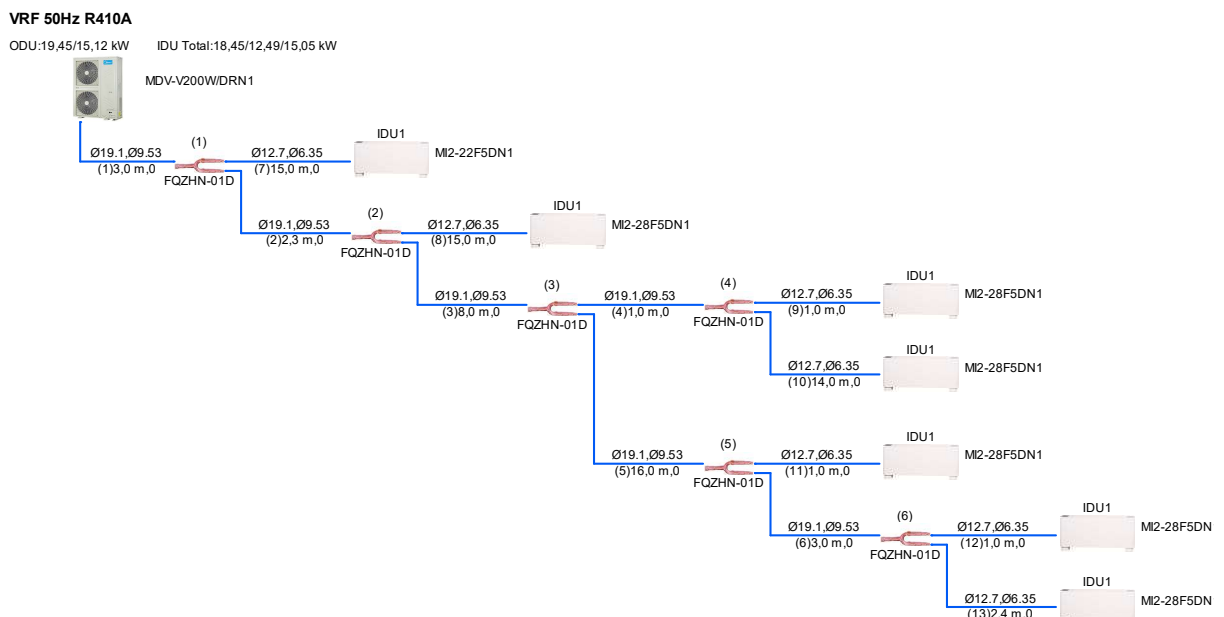 VRF 50Hz R410A
ODU:19,45/15,12 kW IDU Total:18,45/12,49/15,05 kW
MDV-V200W/DRN1
(1)
Ø19.1,Ø9.53
(1)3,0 m,0
FQZHN-01D
Ø12.7,Ø6.35
(7)15,0 m,0
IDU1
MI2-22F5DN1
Ø19.1,Ø9.53
(2)2,3 m,0
(2)
FQZHN-01D
Ø12.7,Ø6.35
(8)15,0 m,0
IDU1
MI2-28F5DN1
Ø19.1,Ø9.53
(3)8,0 m,0
(3)
FQZHN-01D
Ø19.1,Ø9.53
(4)1,0 m,0
(4)
FQZHN-01D
Ø12.7,Ø6.35
(9)1,0 m,0
IDU1
MI2-28F5DN1
Ø12.7,Ø6.35
(10)14,0 m,0
IDU1
MI2-28F5DN1
Ø19.1,Ø9.53
(5)16,0 m,0
(5)
FQZHN-01D
Ø12.7,Ø6.35
(11)1,0 m,0
IDU1
MI2-28F5DN1
Ø19.1,Ø9.53
(6)3,0 m,0
(6)
FQZHN-01D
Ø12.7,Ø6.35
(12)1,0 m,0
IDU1
MI2-28F5DN
Ø12.7,Ø6.35
(13)2,4 m,0
IDU1
MI2-28F5DN